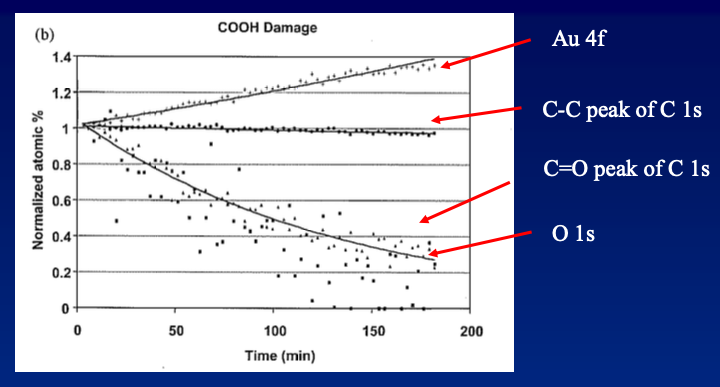 (b)
COOH Damage
Normalized atomic %
1.4
1.2
1
0.8
0.6
0.4
0.2
0
0
50
100
150
200
Time (min)
Au 4f
C-C peak of C 1s
C=O peak of C 1s
O 1s